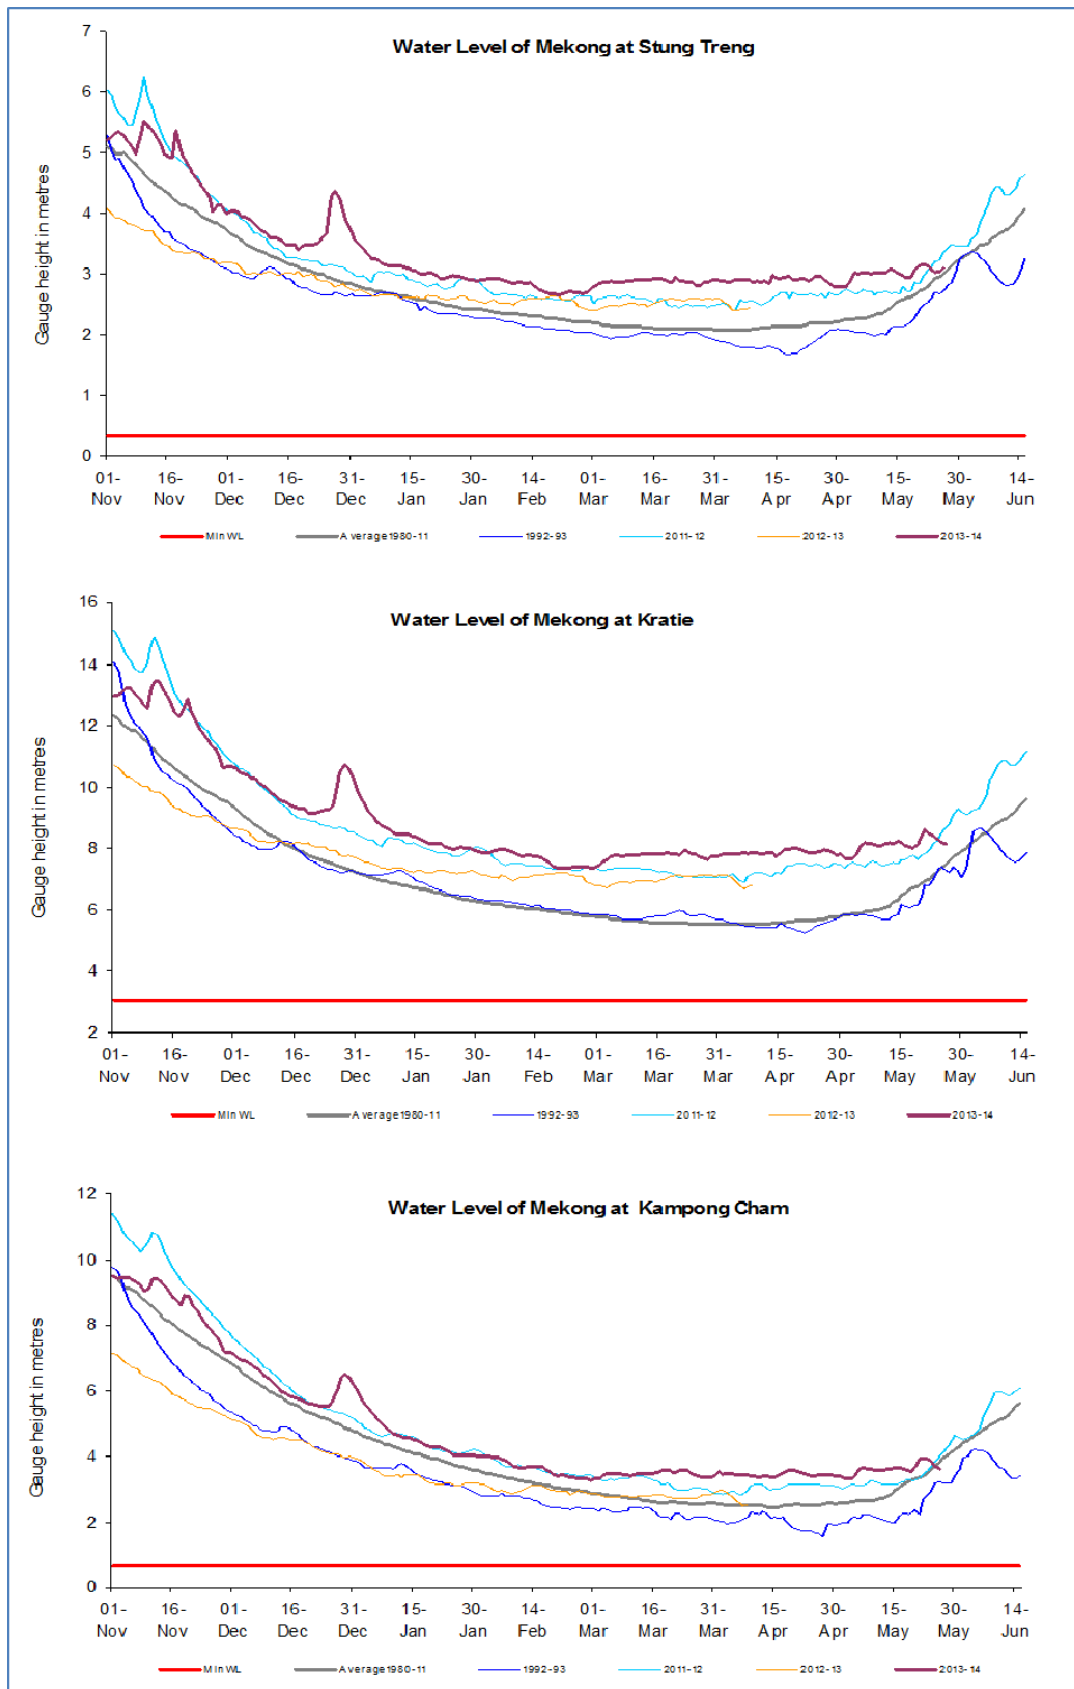 Water Level of Mekong at Stung Treng
Gauge height in metres
7
6
5
4
3
2
1
0
01- 16- 01- 16- 31- 15- 30- 14- 01- 16- 31- 15- 30- 15- 30- 14-
Nov Nov Dec Dec Dec Jan Jan Feb Mar Mar Mar Apr Apr May May Jun
Min WL Average1980-11 1992-93 2011-12 2012-13 2013-14
Water Level of Mekong at Kratie
Gauge height in metres
16
14
12
10
8
6
4
2
01- 16- 01- 16- 31- 15- 30- 14- 01- 16- 31- 15- 30- 15- 30- 14-
Nov Nov Dec Dec Dec Jan Jan Feb Mar Mar Mar Apr Apr May May Jun
Min WL Average1980-11 1992-93 2011-12 2012-13 2013-14
Water Level of Mekong at Kampong Cham
Gauge height in metres
12
10
8
6
4
2
0
01- 16- 01- 16- 31- 15- 30- 14- 01- 16- 31- 15- 30- 15- 30- 14-
Nov Nov Dec Dec Dec Jan Jan Feb Mar Mar Mar Apr Apr May May Jun
Min WL Average1980-11 1992-93 2011-12 2012-13 2013-14